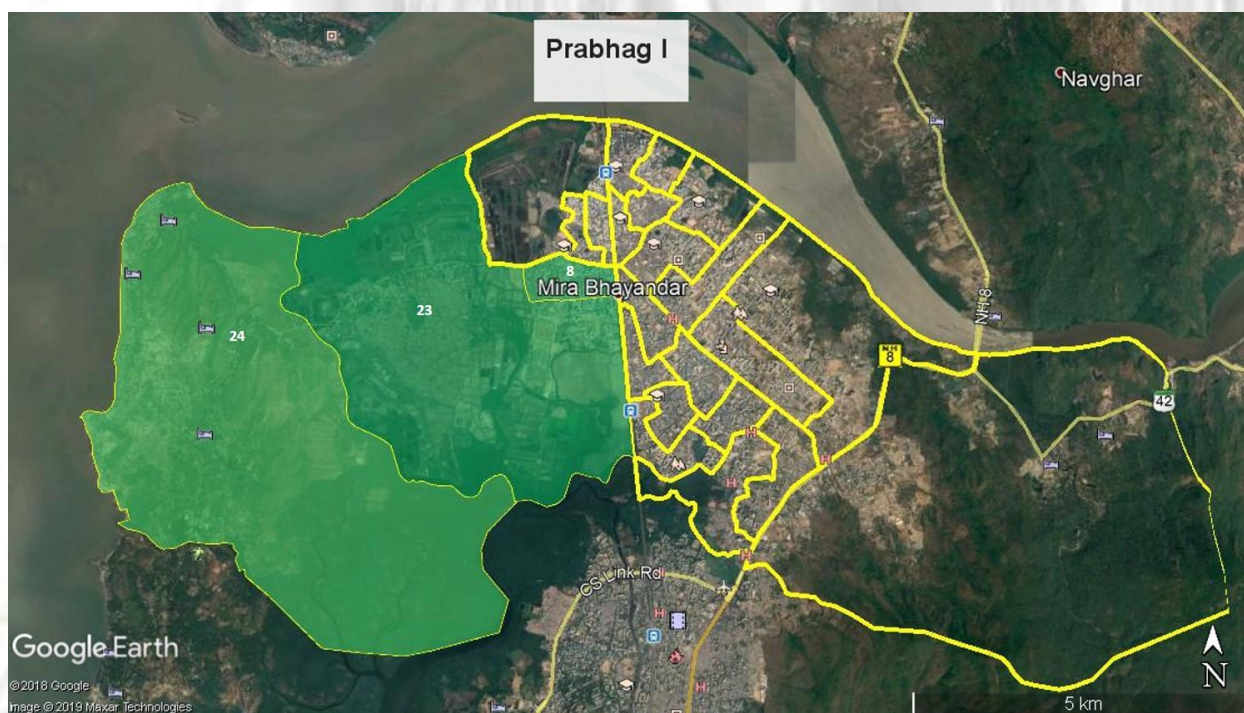 Prabhag I
Navghar
8
Mira Bhayandar
NH 8
23
24
NH
8
42
CS Link Rd
Google Earth
© 2018 Google
Image © 2019 Maxar Technologies
N
5 km